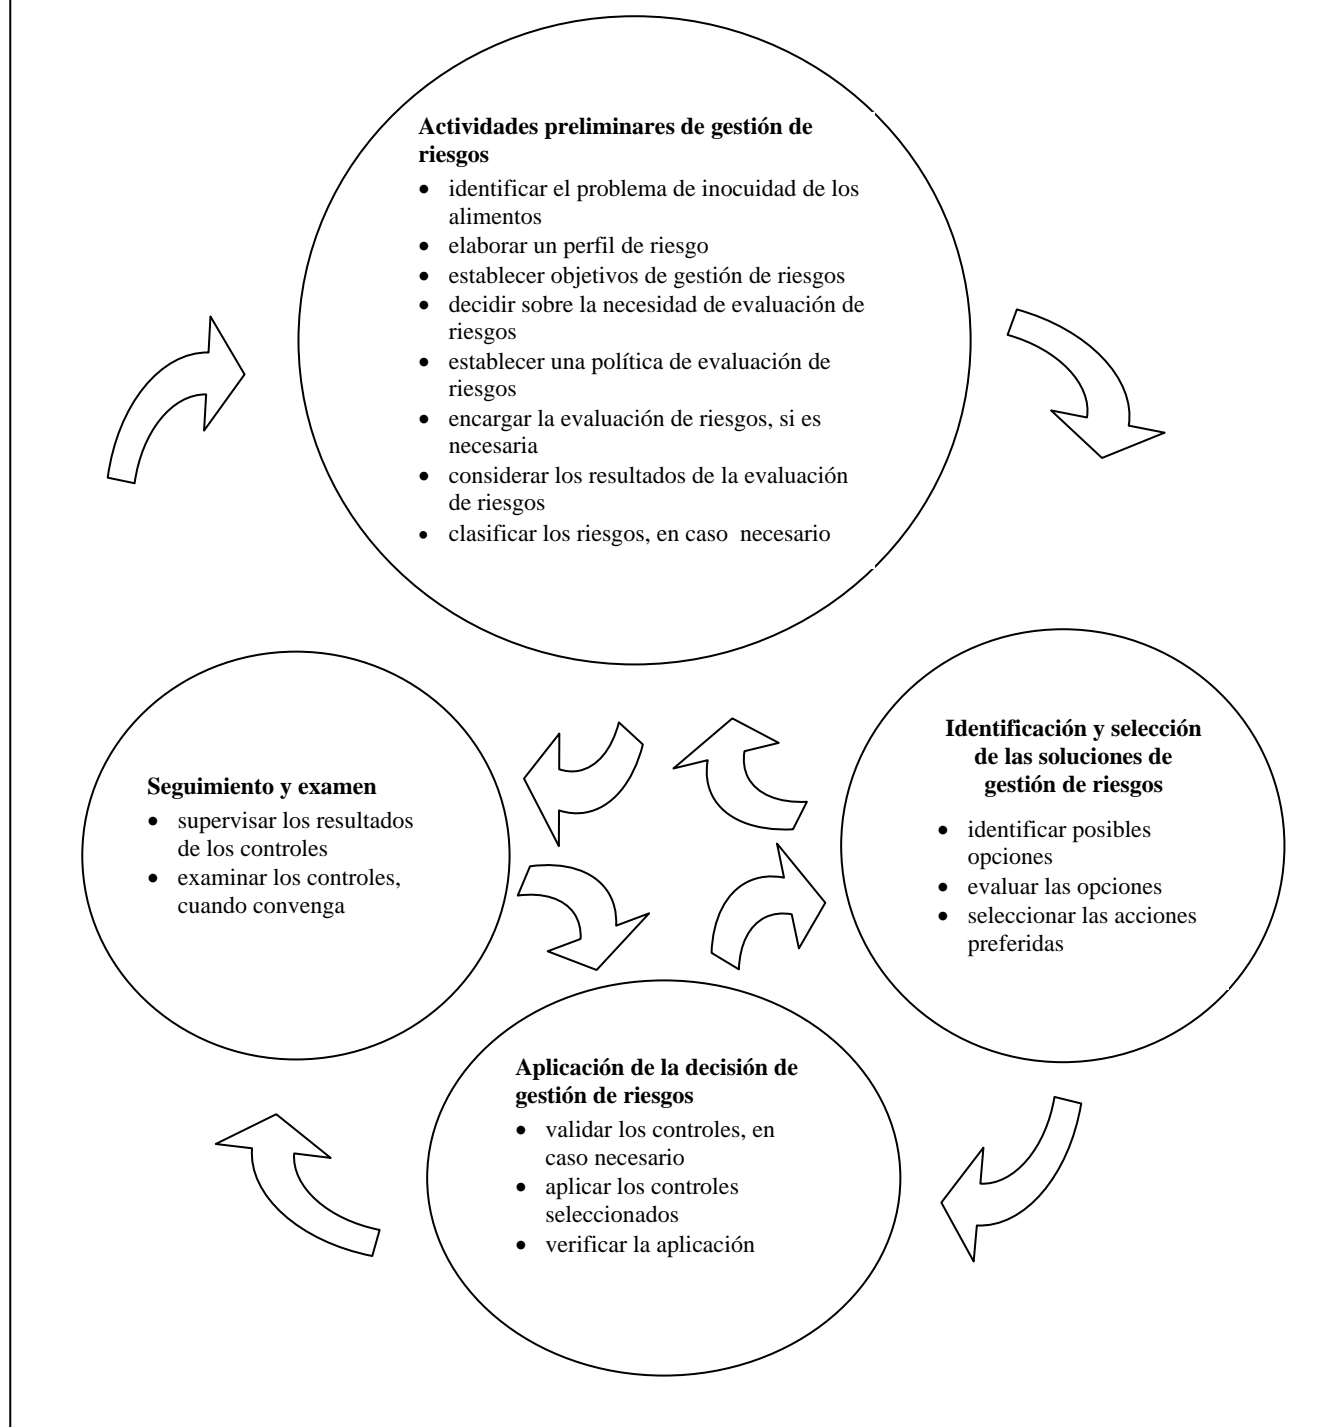 Actividades preliminares de gestión de
riesgos
• identificar el problema de inocuidad de los
alimentos
• elaborar un perfil de riesgo
• establecer objetivos de gestión de riesgos
• decidir sobre la necesidad de evaluación de
riesgos
• establecer una política de evaluación de
riesgos
• encargar la evaluación de riesgos, si es
necesaria
• considerar los resultados de la evaluación
de riesgos
• clasificar los riesgos, en caso necesario
Identificación y selección
de las soluciones de
gestión de riesgos
• identificar posibles
opciones
• evaluar las opciones
• seleccionar las acciones
preferidas
Aplicación de la decisión de
gestión de riesgos
• validar los controles, en
caso necesario
• aplicar los controles
seleccionados
• verificar la aplicación
Seguimiento y examen
• supervisar los resultados
de los controles
• examinar los controles,
cuando convenga